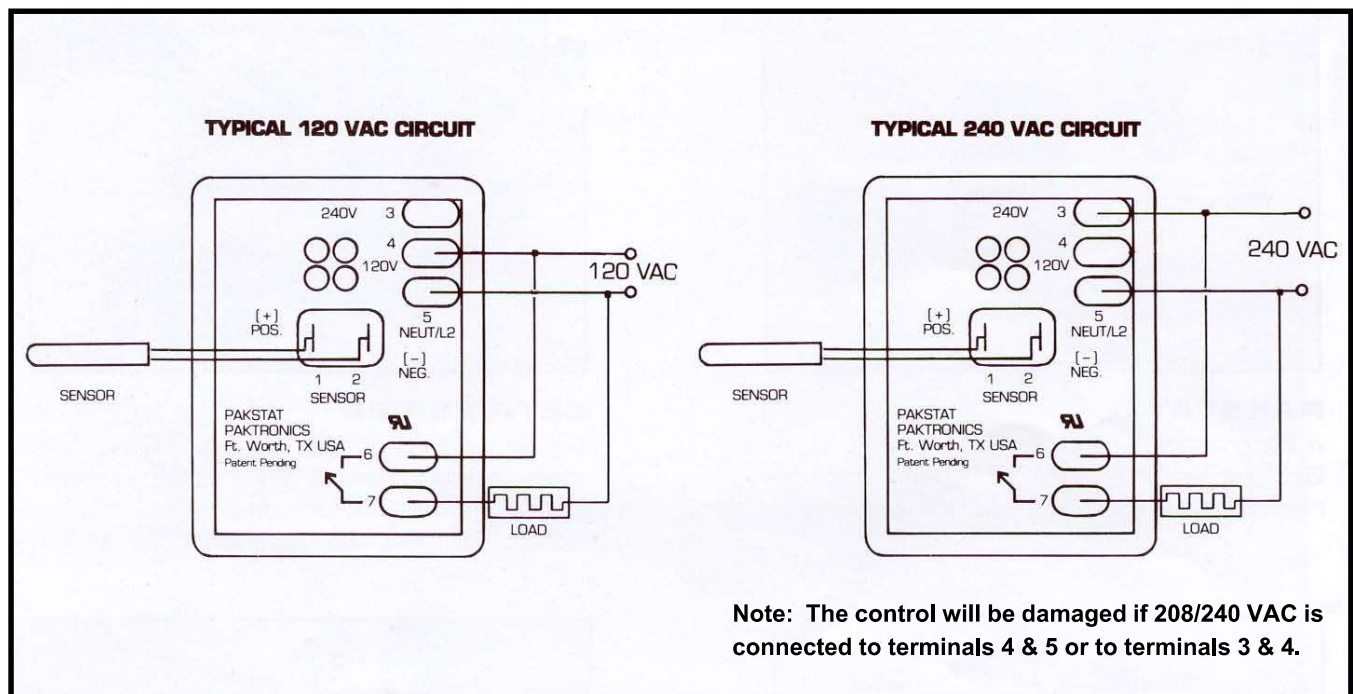 TYPICAL 120 VAC CIRCUIT
240V 3
4
120V
120 VAC
5
NEUT/L2
[+]
POS.
[-]
NEG.
1 2
SENSOR
SENSOR
PAKSTAT
PAKTRONICS
Ft. Worth, TX USA
Patent Pending
6
7
LOAD
TYPICAL 240 VAC CIRCUIT
240V 3
4
120V
240 VAC
5
NEUT/L2
[+]
POS.
[-]
NEG.
1 2
SENSOR
SENSOR
PAKSTAT
PAKTRONICS
Ft. Worth, TX USA
Patent Pending
6
7
LOAD
Note: The control will be damaged if 208/240 VAC is
connected to terminals 4 & 5 or to terminals 3 & 4.